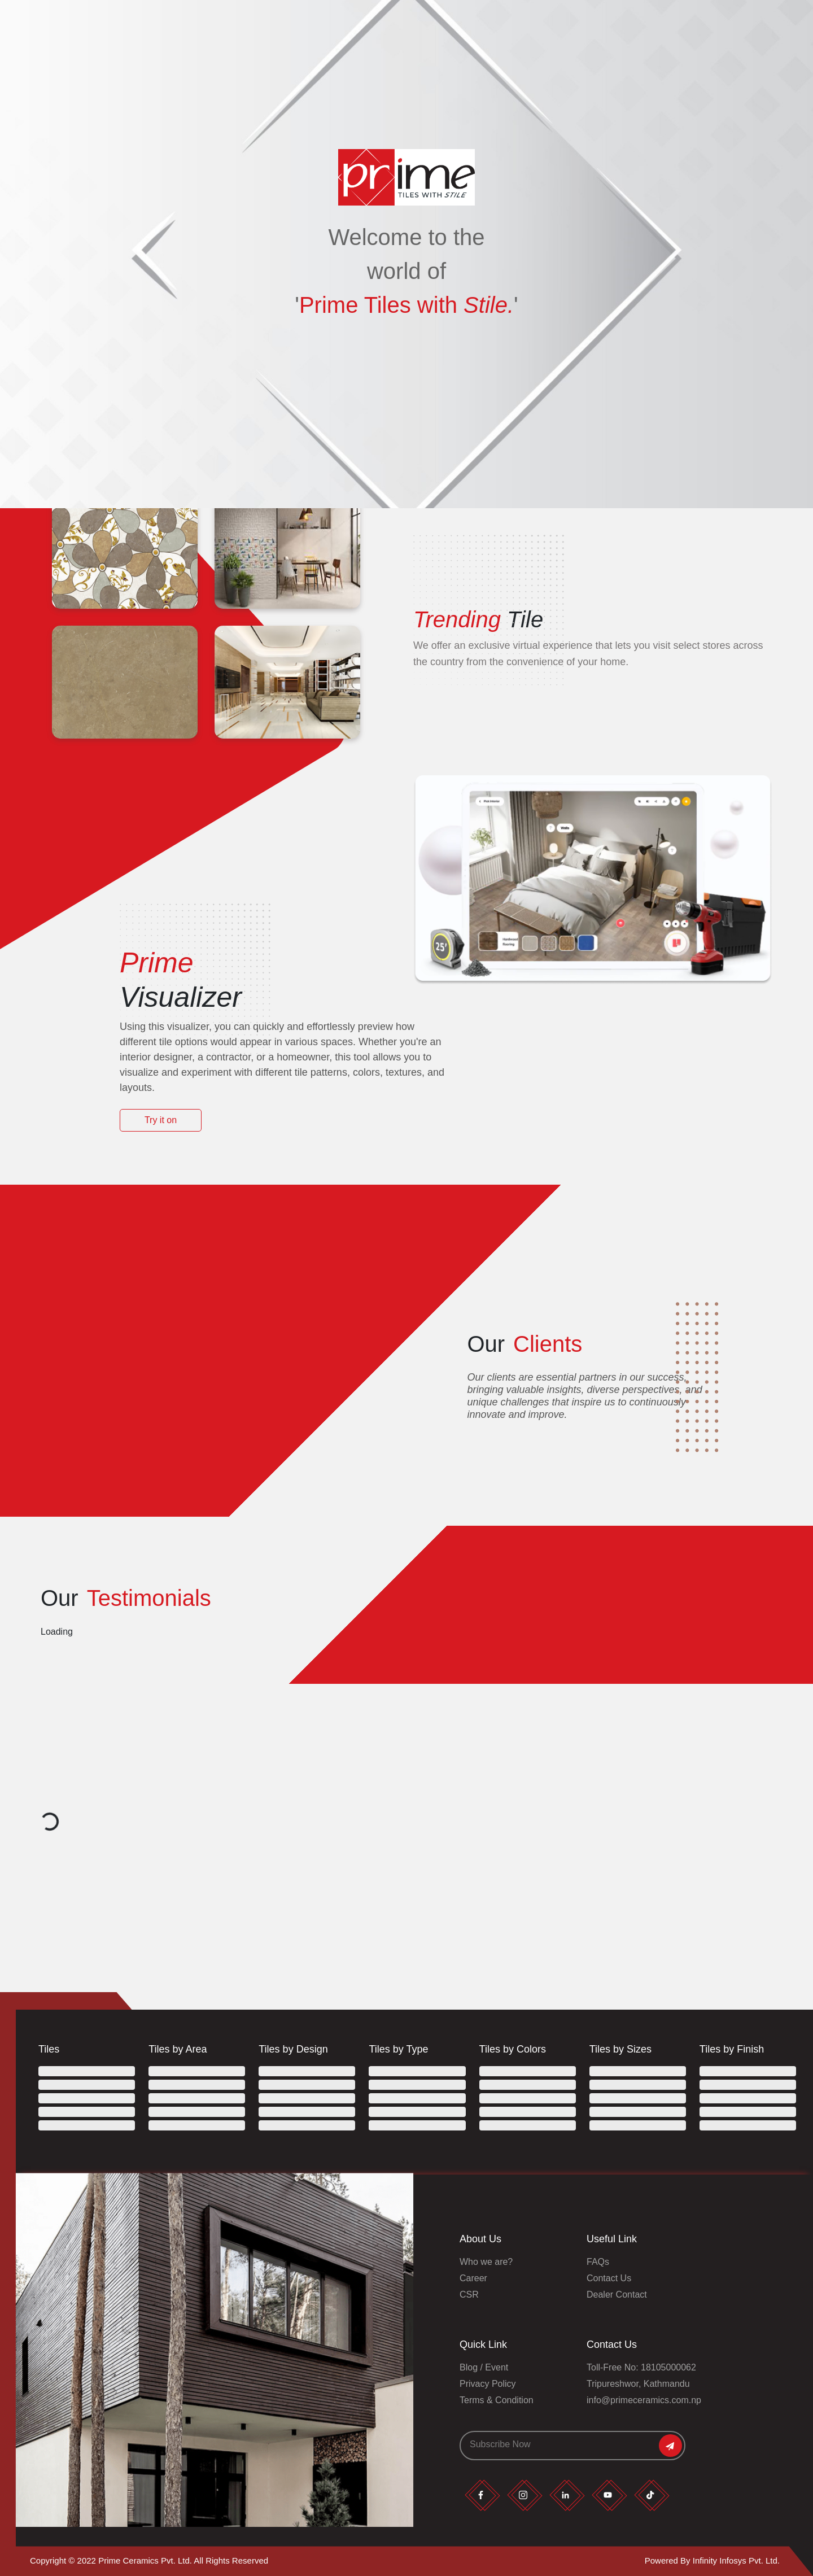 prime
TILES WITH STILE
Welcome to the
world of
'Prime Tiles with Stile.'
Trending Tile
We offer an exclusive virtual experience that lets you visit select stores across
the country from the convenience of your home.
25'
Prime
Visualizer
Using this visualizer, you can quickly and effortlessly preview how
different tile options would appear in various spaces. Whether you're an
interior designer, a contractor, or a homeowner, this tool allows you to
visualize and experiment with different tile patterns, colors, textures, and
layouts.
Try it on
Our Clients
Our clients are essential partners in our success,
bringing valuable insights, diverse perspectives, and
unique challenges that inspire us to continuously
innovate and improve.
Our Testimonials
Loading
Tiles
Tiles by Area
Tiles by Design
Tiles by Type
Tiles by Colors
Tiles by Sizes
Tiles by Finish
About Us
Who we are?
Career
CSR
Useful Link
FAQs
Contact Us
Dealer Contact
Quick Link
Blog / Event
Privacy Policy
Terms & Condition
Contact Us
Toll-Free No: 18105000062
Tripureshwor, Kathmandu
info@primeceramics.com.np
Subscribe Now
Copyright © 2022 Prime Ceramics Pvt. Ltd. All Rights Reserved
Powered By Infinity Infosys Pvt. Ltd.